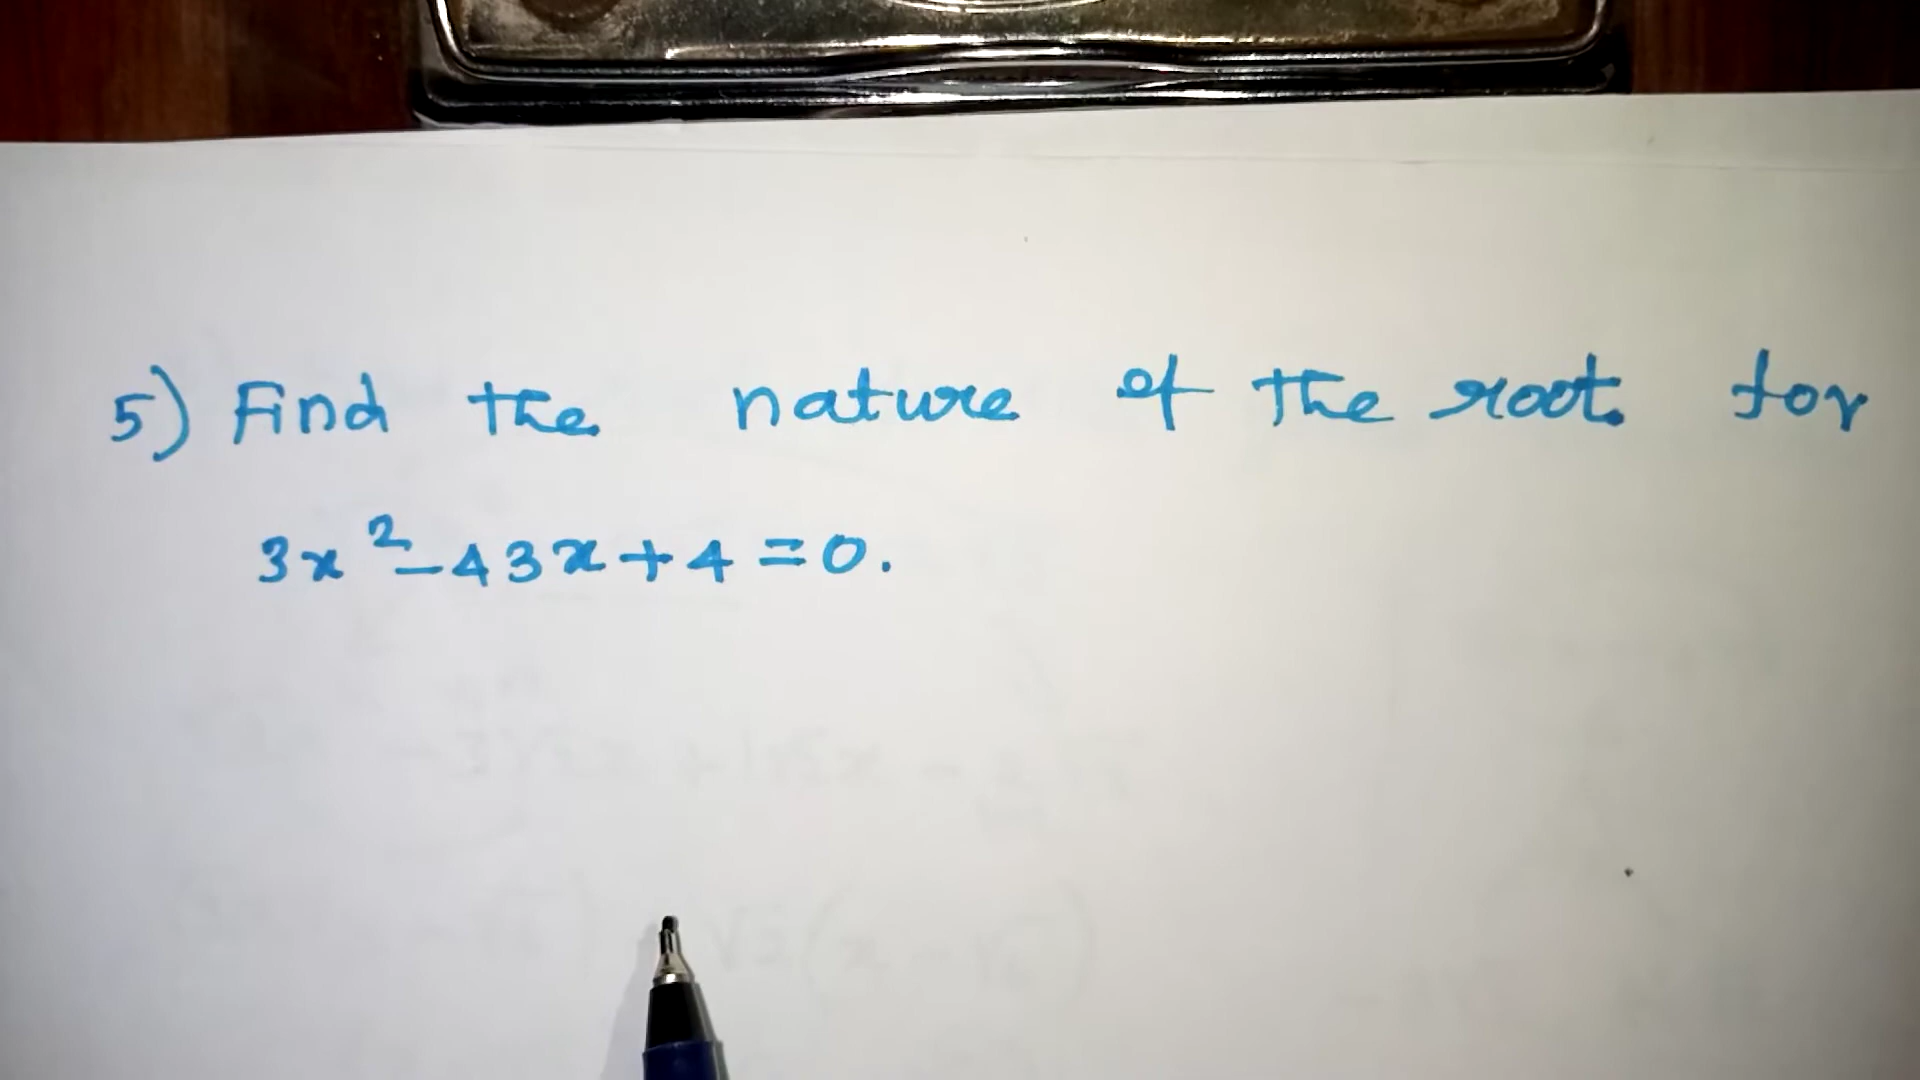 5) Find the nature of the root for
3x² - 43x + 4 = 0.